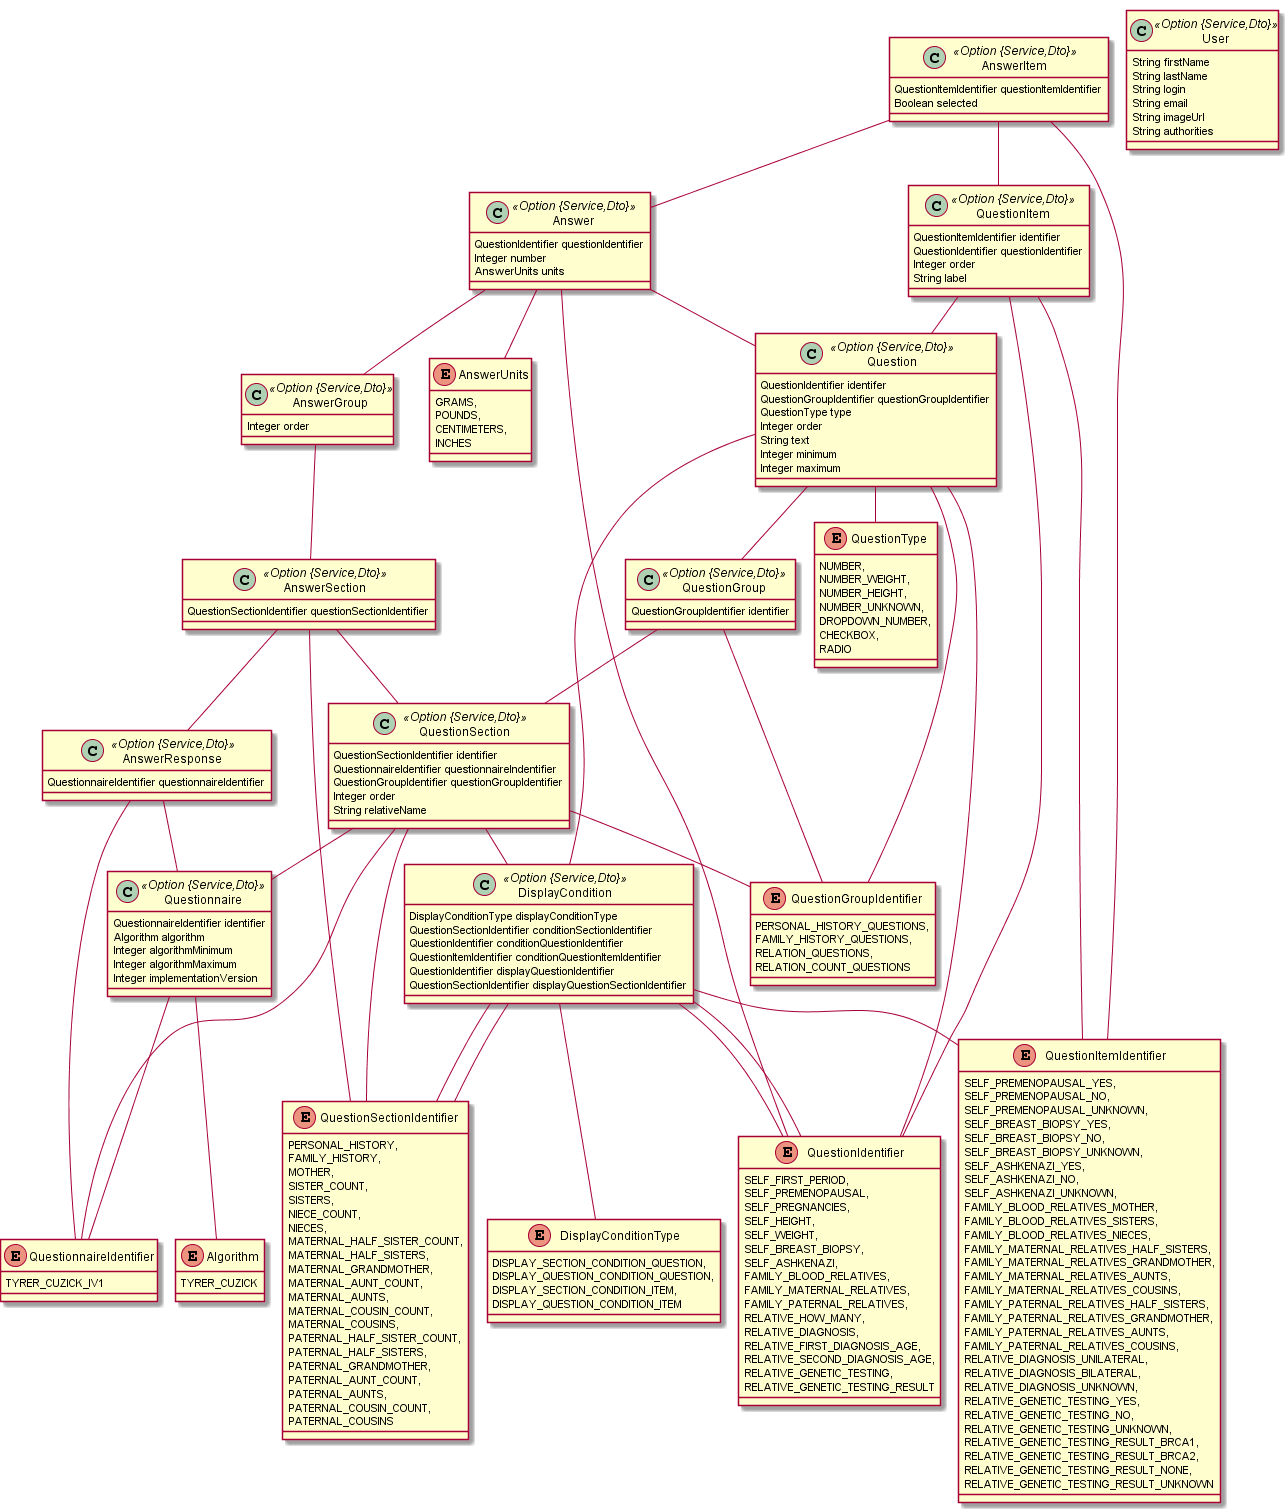 C «Option {Service,Dto}»
User
String firstName
String lastName
String login
String email
String imageUrl
String authorities
C «Option {Service,Dto}»
AnswerItem
QuestionItemIdentifier questionItemIdentifier
Boolean selected
C «Option {Service,Dto}»
Answer
QuestionIdentifier questionIdentifier
Integer number
AnswerUnits units
C «Option {Service,Dto}»
QuestionItem
QuestionItemIdentifier identifier
QuestionIdentifier questionIdentifier
Integer order
String label
C «Option {Service,Dto}»
AnswerGroup
Integer order
E AnswerUnits
GRAMS,
POUNDS,
CENTIMETERS,
INCHES
C «Option {Service,Dto}»
Question
QuestionIdentifier identifer
QuestionGroupIdentifier questionGroupIdentifier
QuestionType type
Integer order
String text
Integer minimum
Integer maximum
C «Option {Service,Dto}»
AnswerSection
QuestionSectionIdentifier questionSectionIdentifier
C «Option {Service,Dto}»
QuestionGroup
QuestionGroupIdentifier identifier
E QuestionType
NUMBER,
NUMBER_WEIGHT,
NUMBER_HEIGHT,
NUMBER_UNKNOWN,
DROPDOWN_NUMBER,
CHECKBOX,
RADIO
C «Option {Service,Dto}»
AnswerResponse
QuestionnaireIdentifier questionnaireIdentifier
C «Option {Service,Dto}»
QuestionSection
QuestionSectionIdentifier identifier
QuestionnaireIdentifier questionnaireIndentifier
QuestionGroupIdentifier questionGroupIdentifier
Integer order
String relativeName
C «Option {Service,Dto}»
Questionnaire
QuestionnaireIdentifier identifier
Algorithm algorithm
Integer algorithmMinimum
Integer algorithmMaximum
Integer implementationVersion
C «Option {Service,Dto}»
DisplayCondition
DisplayConditionType displayConditionType
QuestionSectionIdentifier conditionSectionIdentifier
QuestionIdentifier conditionQuestionIdentifier
QuestionItemIdentifier conditionQuestionItemIdentifier
QuestionIdentifier displayQuestionIdentifier
QuestionSectionIdentifier displayQuestionSectionIdentifier
E QuestionGroupIdentifier
PERSONAL_HISTORY_QUESTIONS,
FAMILY_HISTORY_QUESTIONS,
RELATION_QUESTIONS,
RELATION_COUNT_QUESTIONS
E QuestionnaireIdentifier
TYRER_CUZICK_IV1
E Algorithm
TYRER_CUZICK
E QuestionSectionIdentifier
PERSONAL_HISTORY,
FAMILY_HISTORY,
MOTHER,
SISTER_COUNT,
SISTERS,
NIECE_COUNT,
NIECES,
MATERNAL_HALF_SISTER_COUNT,
MATERNAL_HALF_SISTERS,
MATERNAL_GRANDMOTHER,
MATERNAL_AUNT_COUNT,
MATERNAL_AUNTS,
MATERNAL_COUSIN_COUNT,
MATERNAL_COUSINS,
PATERNAL_HALF_SISTER_COUNT,
PATERNAL_HALF_SISTERS,
PATERNAL_GRANDMOTHER,
PATERNAL_AUNT_COUNT,
PATERNAL_AUNTS,
PATERNAL_COUSIN_COUNT,
PATERNAL_COUSINS
E DisplayConditionType
DISPLAY_SECTION_CONDITION_QUESTION,
DISPLAY_QUESTION_CONDITION_QUESTION,
DISPLAY_SECTION_CONDITION_ITEM,
DISPLAY_QUESTION_CONDITION_ITEM
E QuestionIdentifier
SELF_FIRST_PERIOD,
SELF_PREMENOPAUSAL,
SELF_PREGNANCIES,
SELF_HEIGHT,
SELF_WEIGHT,
SELF_BREAST_BIOPSY,
SELF_ASHKENAZI,
FAMILY_BLOOD_RELATIVES,
FAMILY_MATERNAL_RELATIVES,
FAMILY_PATERNAL_RELATIVES,
RELATIVE_HOW_MANY,
RELATIVE_DIAGNOSIS,
RELATIVE_FIRST_DIAGNOSIS_AGE,
RELATIVE_SECOND_DIAGNOSIS_AGE,
RELATIVE_GENETIC_TESTING,
RELATIVE_GENETIC_TESTING_RESULT
E QuestionItemIdentifier
SELF_PREMENOPAUSAL_YES,
SELF_PREMENOPAUSAL_NO,
SELF_PREMENOPAUSAL_UNKNOWN,
SELF_BREAST_BIOPSY_YES,
SELF_BREAST_BIOPSY_NO,
SELF_BREAST_BIOPSY_UNKNOWN,
SELF_ASHKENAZI_YES,
SELF_ASHKENAZI_NO,
SELF_ASHKENAZI_UNKNOWN,
FAMILY_BLOOD_RELATIVES_MOTHER,
FAMILY_BLOOD_RELATIVES_SISTERS,
FAMILY_BLOOD_RELATIVES_NIECES,
FAMILY_MATERNAL_RELATIVES_HALF_SISTERS,
FAMILY_MATERNAL_RELATIVES_GRANDMOTHER,
FAMILY_MATERNAL_RELATIVES_AUNTS,
FAMILY_MATERNAL_RELATIVES_COUSINS,
FAMILY_PATERNAL_RELATIVES_HALF_SISTERS,
FAMILY_PATERNAL_RELATIVES_GRANDMOTHER,
FAMILY_PATERNAL_RELATIVES_AUNTS,
FAMILY_PATERNAL_RELATIVES_COUSINS,
RELATIVE_DIAGNOSIS_UNILATERAL,
RELATIVE_DIAGNOSIS_BILATERAL,
RELATIVE_DIAGNOSIS_UNKNOWN,
RELATIVE_GENETIC_TESTING_YES,
RELATIVE_GENETIC_TESTING_NO,
RELATIVE_GENETIC_TESTING_UNKNOWN,
RELATIVE_GENETIC_TESTING_RESULT_BRCA1,
RELATIVE_GENETIC_TESTING_RESULT_BRCA2,
RELATIVE_GENETIC_TESTING_RESULT_NONE,
RELATIVE_GENETIC_TESTING_RESULT_UNKNOWN